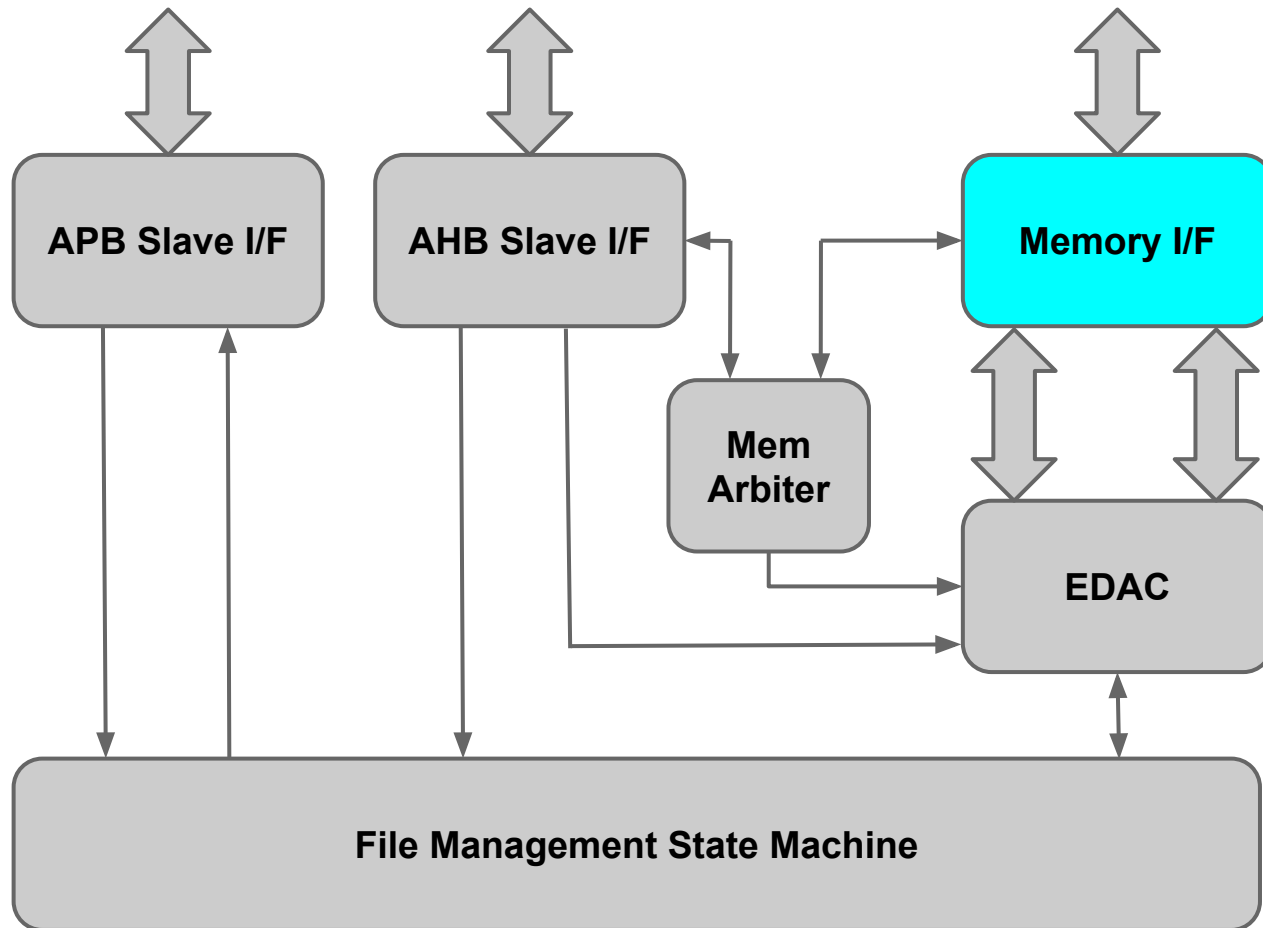 APB Slave I/F
AHB Slave I/F
Memory I/F
Mem
Arbiter
EDAC
File Management State Machine